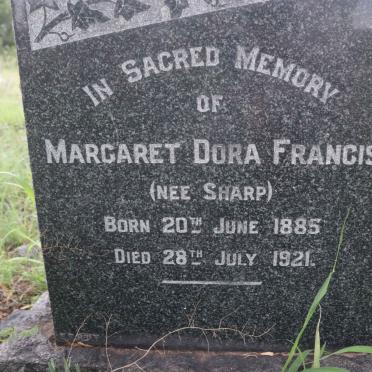 IN SACRED MEMORY
OF
MARGARET DORA FRANCIS
(NEE SHARP)
BORN 20TH JUNE 1885
DIED 28TH JULY 1921.